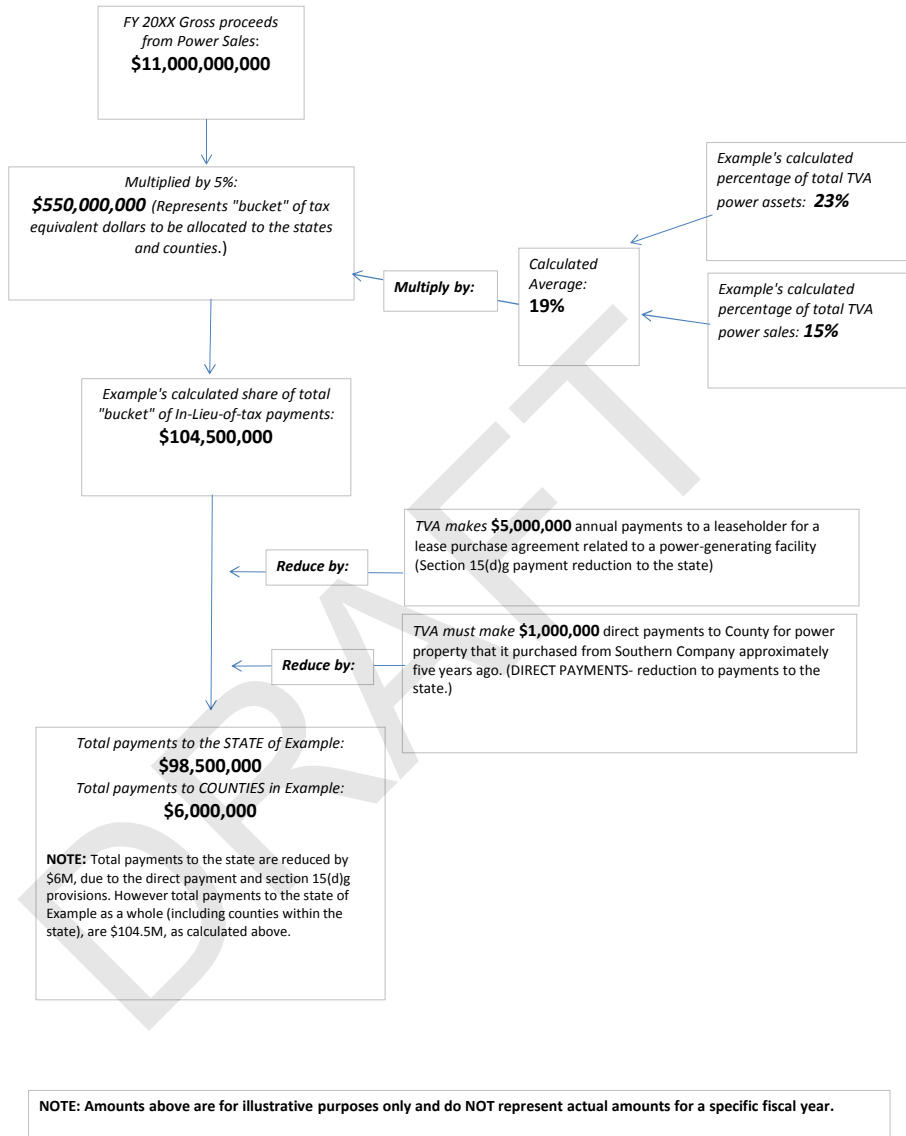 FY 20XX Gross proceeds
from Power Sales:
$11,000,000,000
Multiplied by 5%:
$550,000,000 (Represents "bucket" of tax
equivalent dollars to be allocated to the states
and counties.)
Example's calculated
percentage of total TVA
power assets: 23%
Calculated
Average:
19%
Multiply by:
Example's calculated
percentage of total TVA
power sales: 15%
Example's calculated share of total
"bucket" of In-Lieu-of-tax payments:
$104,500,000
TVA makes $5,000,000 annual payments to a leaseholder for a
lease purchase agreement related to a power-generating facility
(Section 15(d)g payment reduction to the state)
Reduce by:
TVA must make $1,000,000 direct payments to County for power
property that it purchased from Southern Company approximately
five years ago. (DIRECT PAYMENTS- reduction to payments to the
state.)
Reduce by:
Total payments to the STATE of Example:
$98,500,000
Total payments to COUNTIES in Example:
$6,000,000
NOTE: Total payments to the state are reduced by
$6M, due to the direct payment and section 15(d)g
provisions. However total payments to the state of
Example as a whole (including counties within the
state), are $104.5M, as calculated above.
DRAFT
NOTE: Amounts above are for illustrative purposes only and do NOT represent actual amounts for a specific fiscal year.